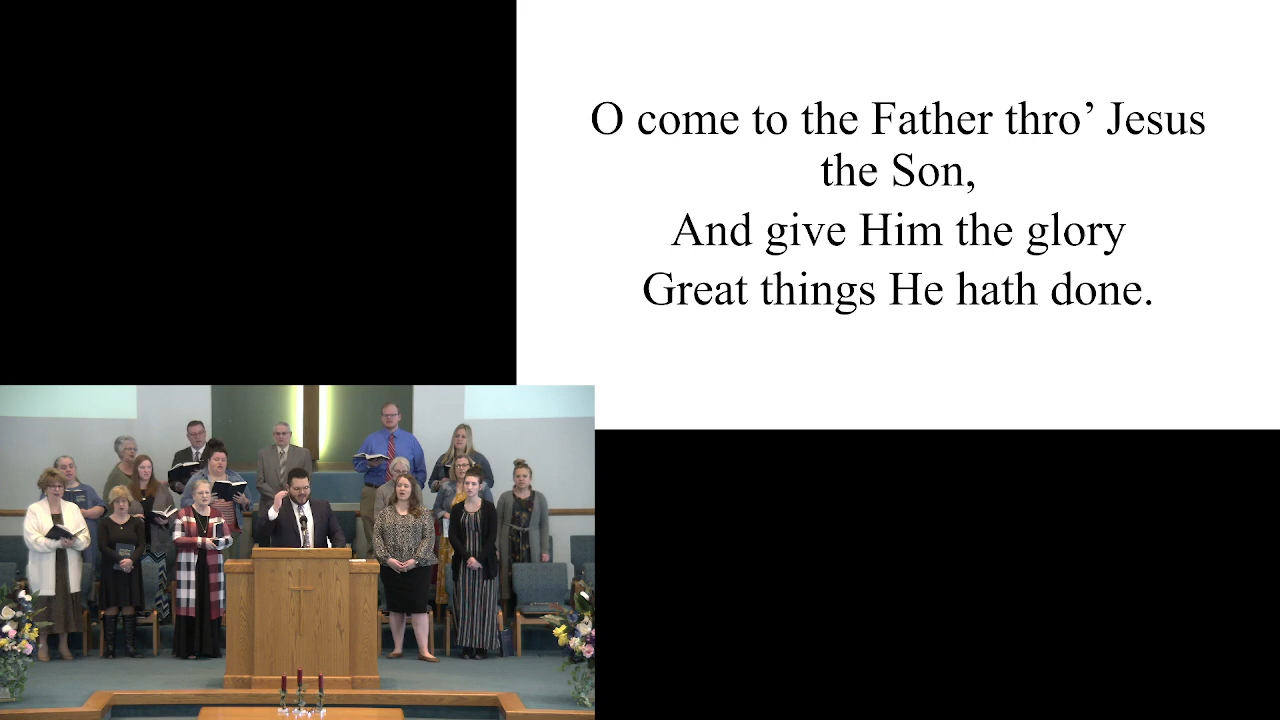 O come to the Father thro’ Jesus
the Son,
And give Him the glory
Great things He hath done.